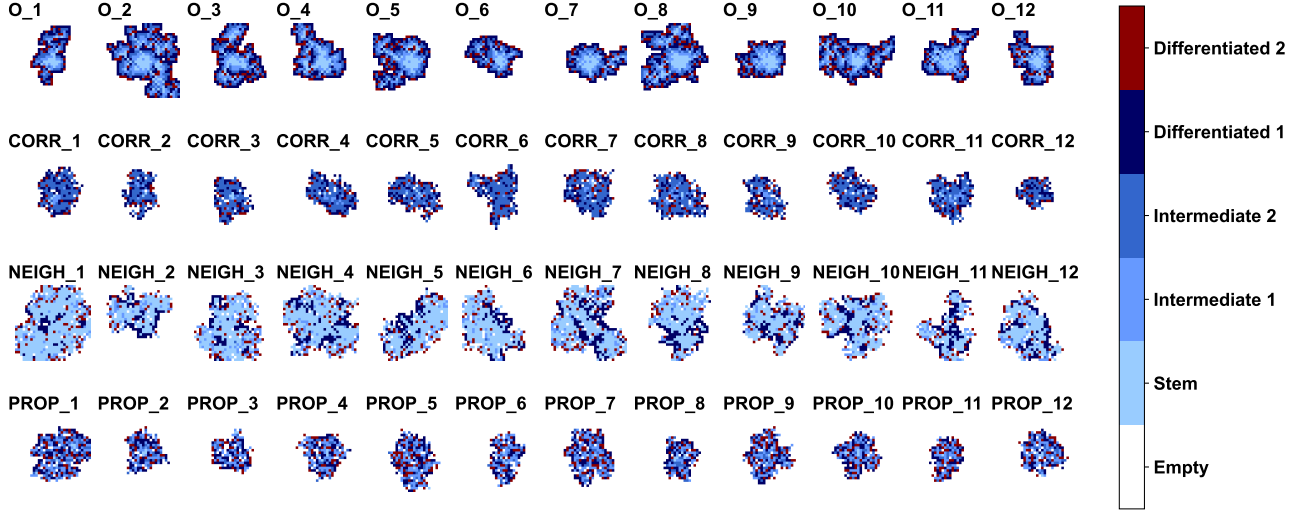 O_1 O_2 O_3 O_4 O_5 O_6 O_7 O_8 O_9 O_10 O_11 O_12
CORR_1 CORR_2 CORR_3 CORR_4 CORR_5 CORR_6 CORR_7 CORR_8 CORR_9 CORR_10 CORR_11 CORR_12
NEIGH_1 NEIGH_2 NEIGH_3 NEIGH_4 NEIGH_5 NEIGH_6 NEIGH_7 NEIGH_8 NEIGH_9 NEIGH_10 NEIGH_11 NEIGH_12
PROP_1 PROP_2 PROP_3 PROP_4 PROP_5 PROP_6 PROP_7 PROP_8 PROP_9 PROP_10 PROP_11 PROP_12
Differentiated 2
Differentiated 1
Intermediate 2
Intermediate 1
Stem
Empty